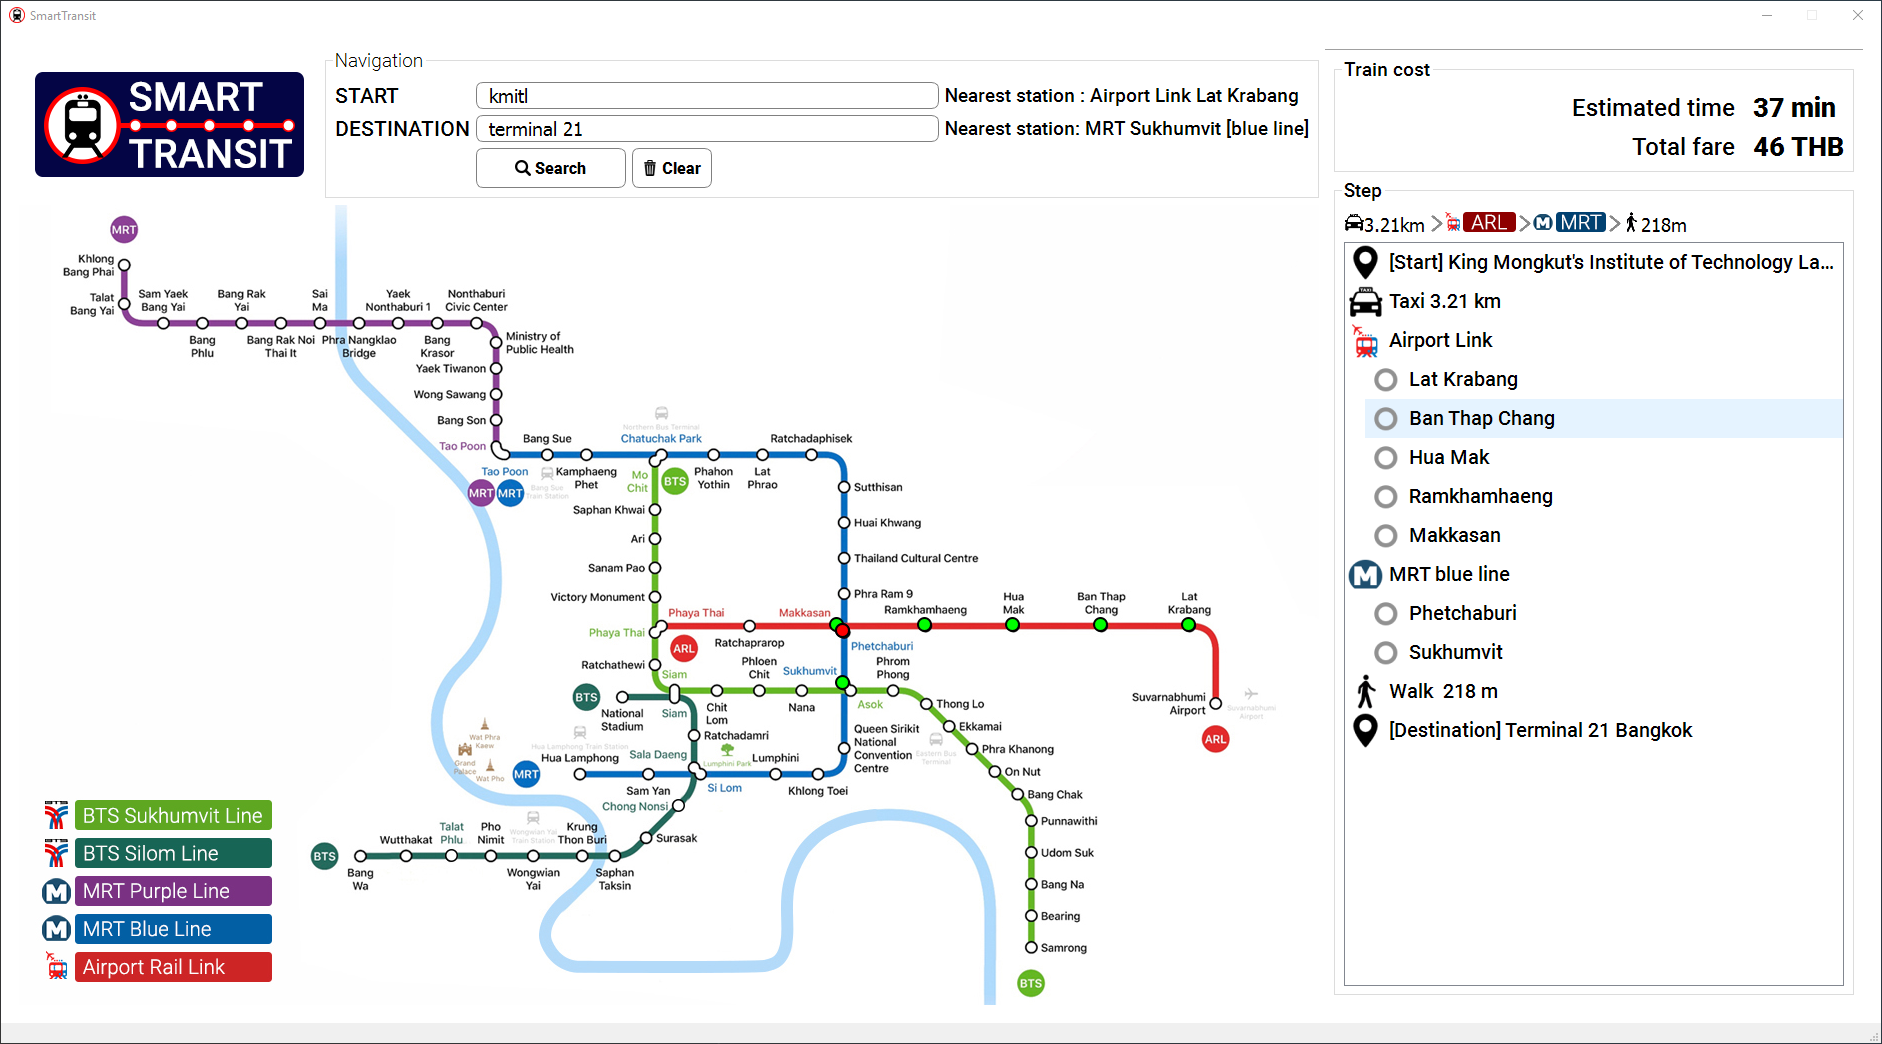 SmartTransit
SMART
TRANSIT
Navigation
START
kmitl
Nearest station : Airport Link Lat Krabang
DESTINATION
terminal 21
Nearest station: MRT Sukhumvit [blue line]
Search
Clear
Train cost
Estimated time 37 min
Total fare 46 THB
Step
3.21km
ARL
MRT
218m
[Start] King Mongkut's Institute of Technology La...
TAXI
Taxi 3.21 km
Airport Link
Lat Krabang
Ban Thap Chang
Hua Mak
Ramkhamhaeng
Makkasan
MRT blue line
Phetchaburi
Sukhumvit
Walk 218 m
[Destination] Terminal 21 Bangkok
MRT
Khlong
Bang Phai
Talat
Bang Yai
Sam Yaek
Bang Yai
Bang
Phlu
Bang Rak
Yai
Bang Rak Noi
Thai It
Sai
Ma
Phra Nangklao
Bridge
Yaek
Nonthaburi 1
Bang
Krasor
Nonthaburi
Civic Center
Ministry of
Public Health
Yaek Tiwanon
Wong Sawang
Bang Son
Tao Poon
Tao Poon
MRT
MRT
Bang Sue
Bang Sue
Train Station
Kamphaeng
Phet
Northern Bus Terminal
Chatuchak Park
Mo
Chit
BTS
Phahon
Yothin
Lat
Phrao
Ratchadaphisek
Sutthisan
Huai Khwang
Thailand Cultural Centre
Phra Ram 9
Saphan Khwai
Ari
Sanam Pao
Victory Monument
Phaya Thai
Phaya Thai
ARL
Ratchaprarop
Makkasan
Ramkhamhaeng
Hua
Mak
Ban Thap
Chang
Lat
Krabang
Suvarnabhumi
Airport
Suvarnabhumi
Airport
ARL
Phetchaburi
Ratchathewi
Siam
BTS
National
Stadium
Siam
Chit
Lom
Phloen
Chit
Nana
Sukhumvit
Asok
Phrom
Phong
Thong Lo
Ekkamai
Eastern Bus
Terminal
Phra Khanong
On Nut
Bang Chak
Punnawithi
Udom Suk
Bang Na
Bearing
Samrong
BTS
Queen Sirikit
National
Convention
Centre
Ratchadamri
Sala Daeng
Lumphini Park
Lumphini
Khlong Toei
Si Lom
Sam Yan
Hua Lamphong Train Station
Hua Lamphong
MRT
Wat Phra
Kaew
Grand
Palace
Wat Pho
Chong Nonsi
Surasak
Saphan
Taksin
Krung
Thon Buri
Wongwian Yai
Train Station
Wongwian
Yai
Pho
Nimit
Talat
Phlu
Wutthakat
Bang
Wa
BTS
BTS Sukhumvit Line
BTS Silom Line
MRT Purple Line
MRT Blue Line
Airport Rail Link